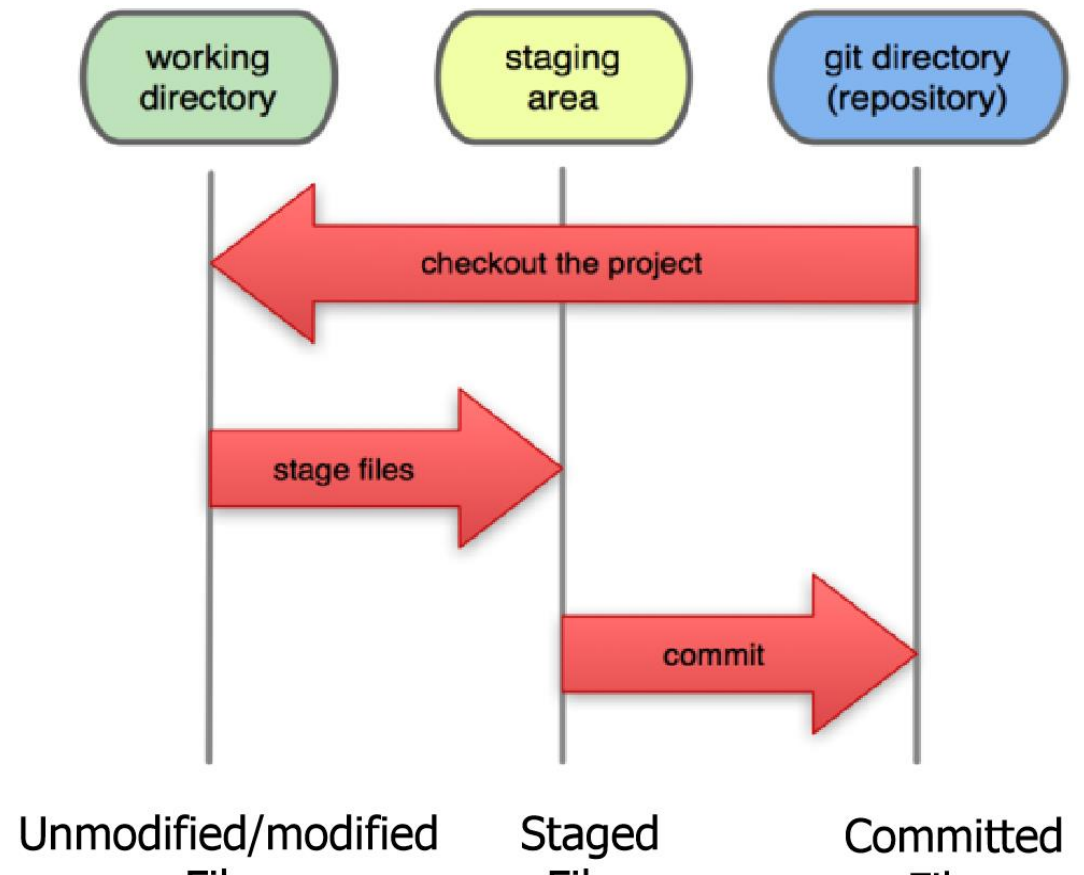 working
directory
staging
area
git directory
(repository)
checkout the project
stage files
commit
Unmodified/modified
Staged
Committed